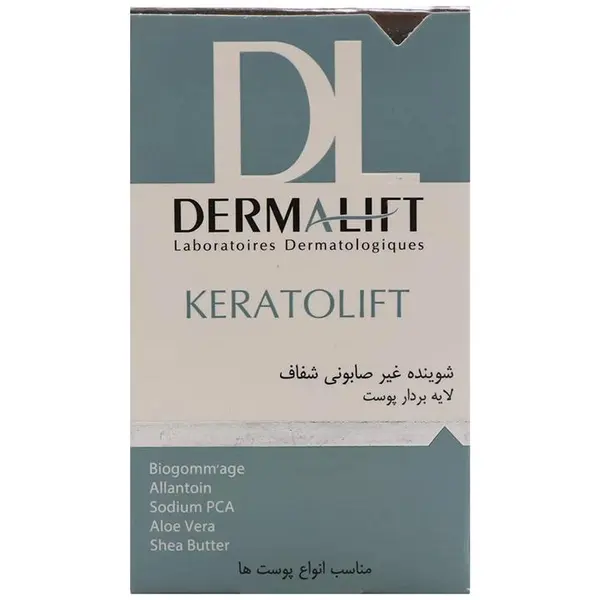 DL
DERMALIFT
Laboratoires Dermatologiques
KERATOLIFT
شوینده غیر صابونی شفاف
لایه بردار پوست
Biogomm'age
Allantoin
Sodium PCA
Aloe Vera
Shea Butter
مناسب انواع پوست ها